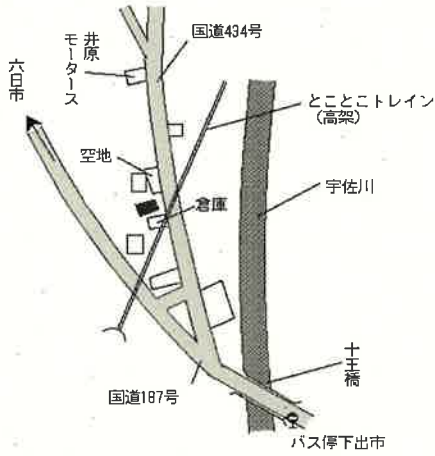 国道434号
井原
モータース
六日市
とことこトレイン
(高架)
空地
宇佐川
倉庫
十王橋
国道187号
バス停下出市